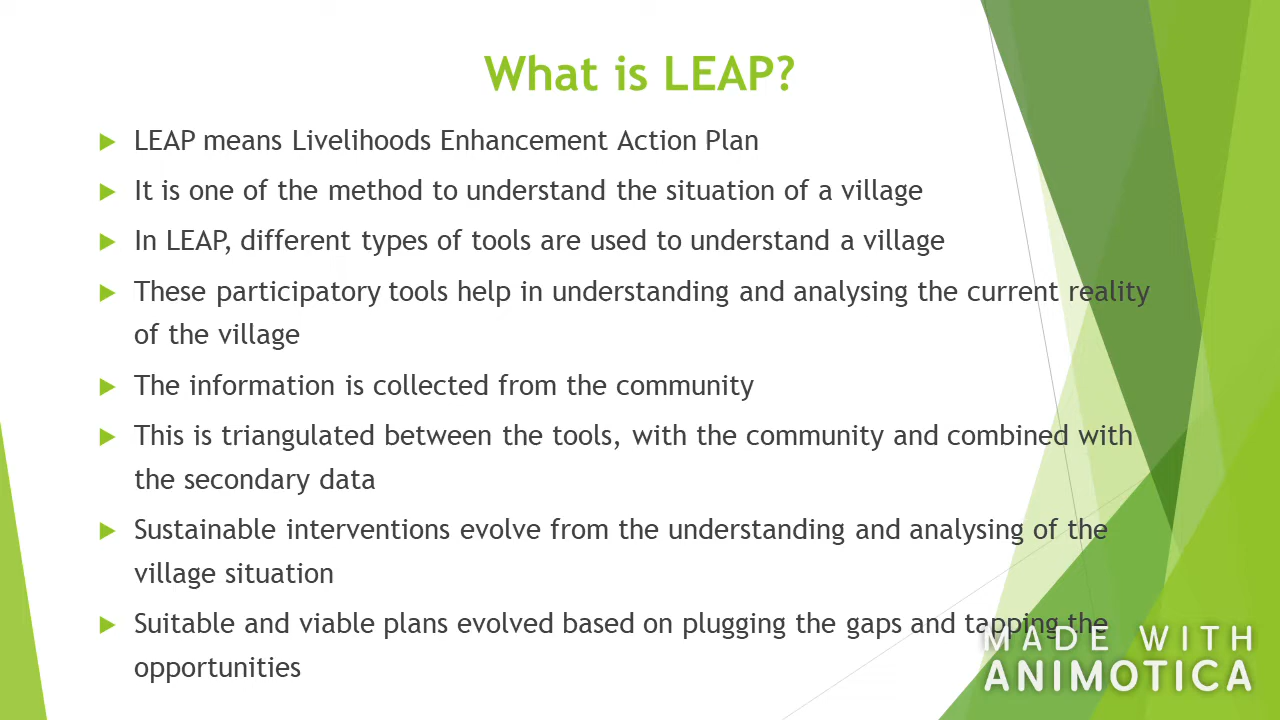 What is LEAP?
LEAP means Livelihoods Enhancement Action Plan
It is one of the method to understand the situation of a village
In LEAP, different types of tools are used to understand a village
These participatory tools help in understanding and analysing the current reality
of the village
The information is collected from the community
This is triangulated between the tools, with the community and combined with
the secondary data
Sustainable interventions evolve from the understanding and analysing of the
village situation
Suitable and viable plans evolved based on plugging the gaps and tapping the
opportunities
MADE WITH
ANIMOTICA